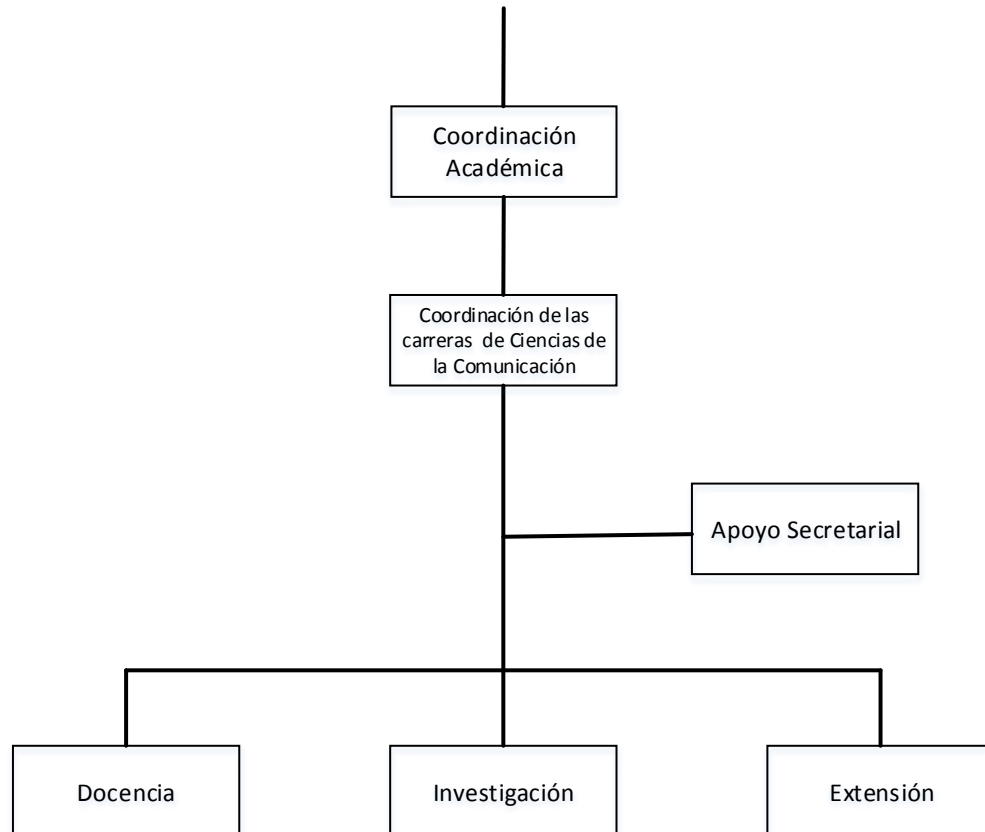 Coordinación
Académica
Coordinación de las
carreras de Ciencias de
la Comunicación
Apoyo Secretarial
Docencia
Investigación
Extensión